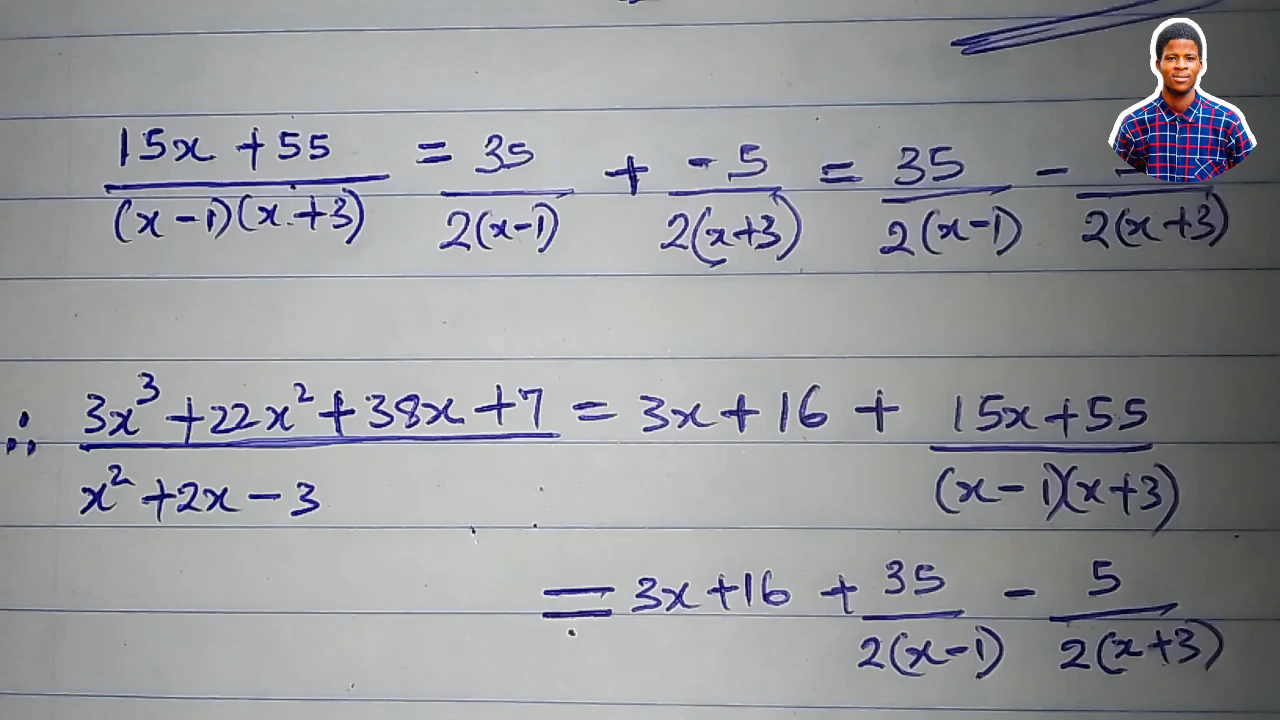 15x + 55 / (x - 1)(x + 3) = 35 / 2(x-1) + -5 / 2(x+3) = 35 / 2(x-1) - / 2(x+3)
∴ 3x³ + 22x² + 38x + 7 / x² + 2x - 3 = 3x + 16 + 15x + 55 / (x - 1)(x + 3)
= 3x + 16 + 35 / 2(x-1) - 5 / 2(x+3)